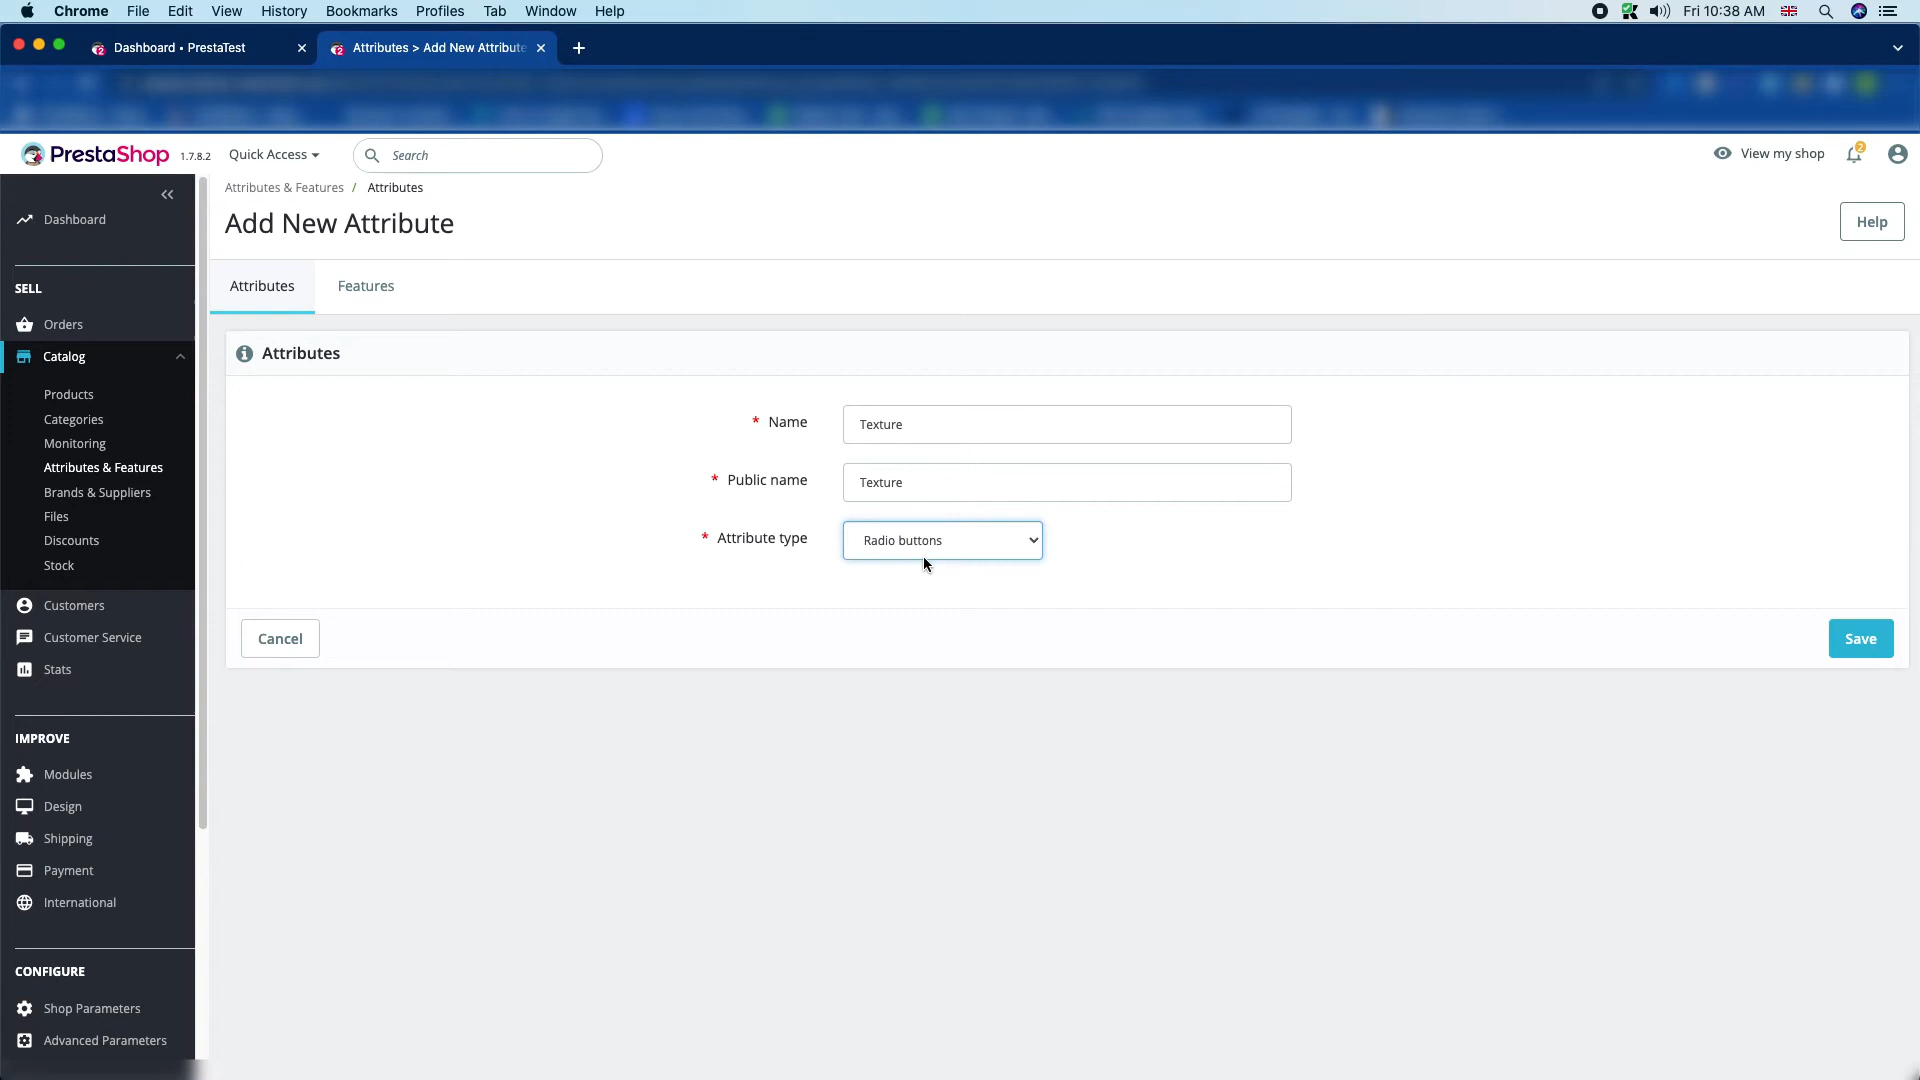 Chrome File Edit View History Bookmarks Profiles Tab Window Help Fri 10:38 AM
Dashboard • PrestaTest Attributes > Add New Attribute
PrestaShop 1.7.8.2 Quick Access Search View my shop 2
Attributes & Features / Attributes
Add New Attribute
Help
Attributes Features
Attributes
* Name Texture
* Public name Texture
* Attribute type Radio buttons
Cancel Save
Dashboard
SELL
Orders
Catalog
Products
Categories
Monitoring
Attributes & Features
Brands & Suppliers
Files
Discounts
Stock
Customers
Customer Service
Stats
IMPROVE
Modules
Design
Shipping
Payment
International
CONFIGURE
Shop Parameters
Advanced Parameters